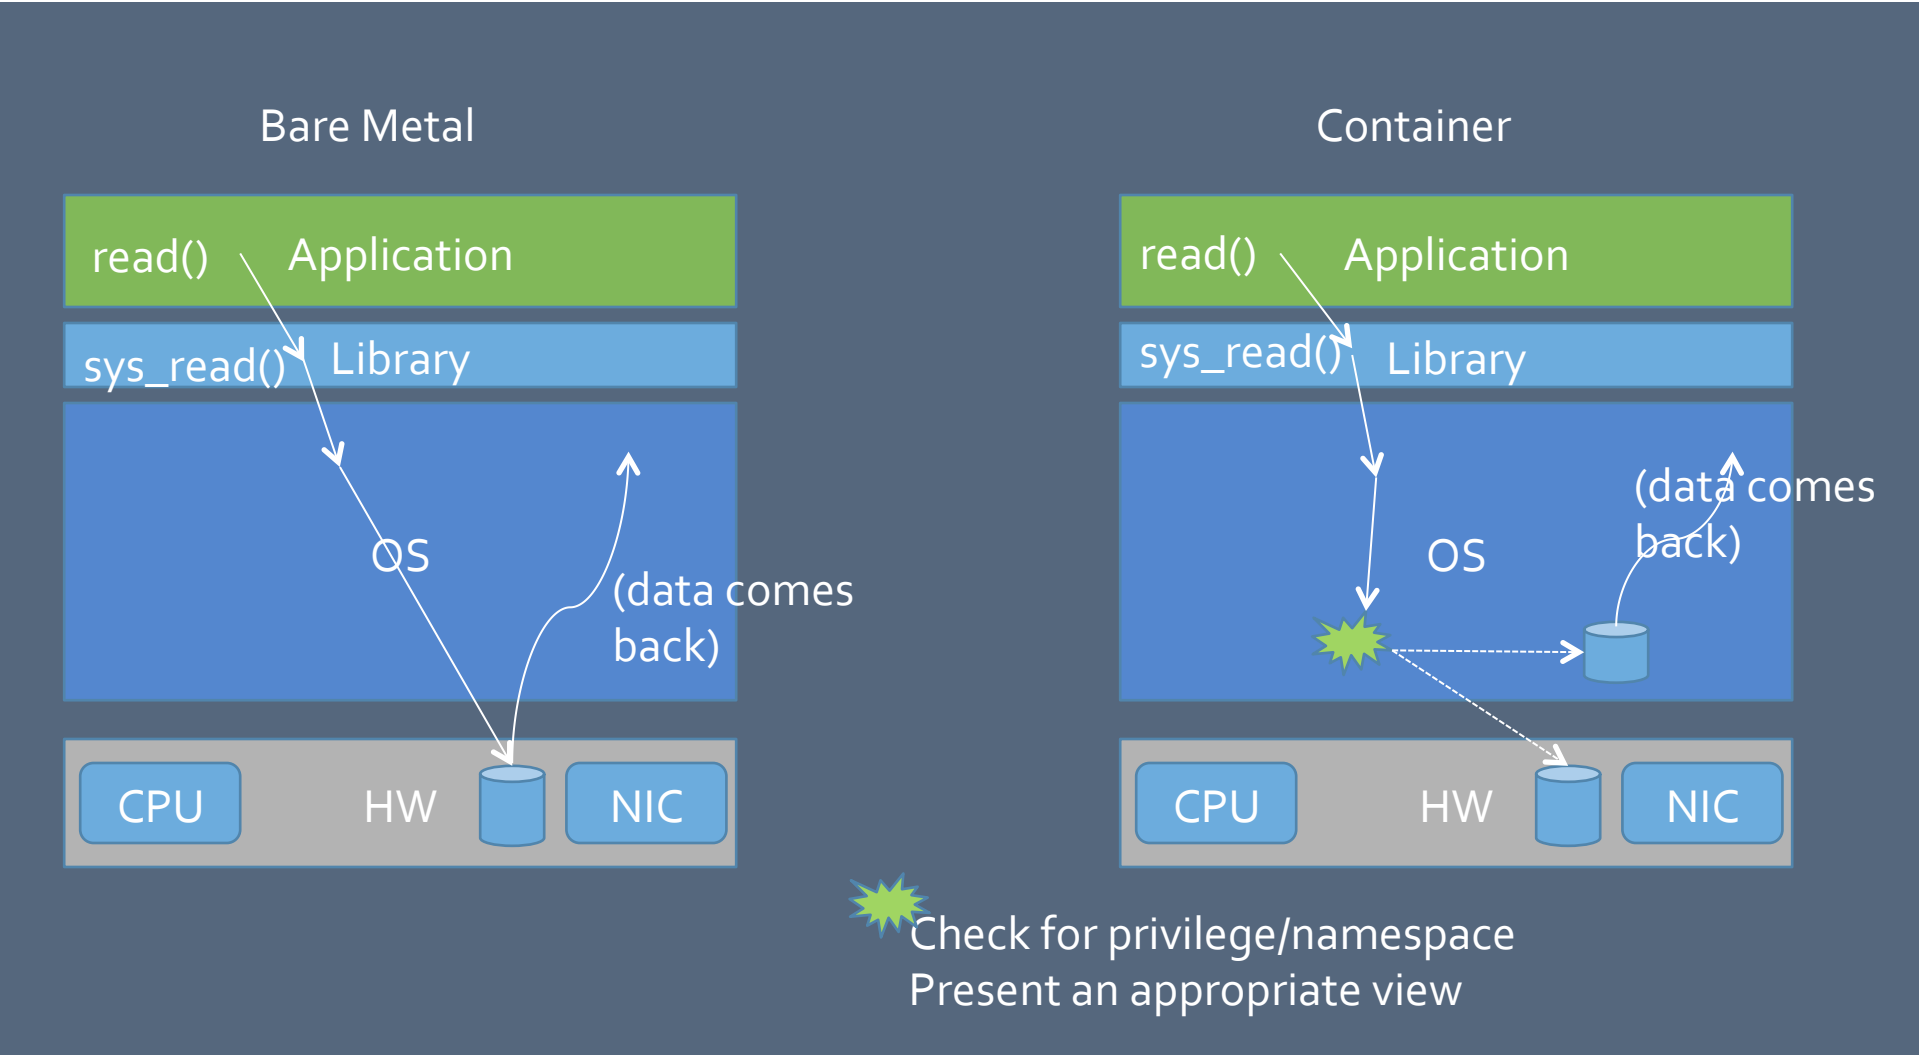 Bare Metal
read()
Application
sys_read()
Library
OS
(data comes
back)
CPU
HW
NIC
Container
read()
Application
sys_read()
Library
(data comes
back)
OS
CPU
HW
NIC
Check for privilege/namespace
Present an appropriate view